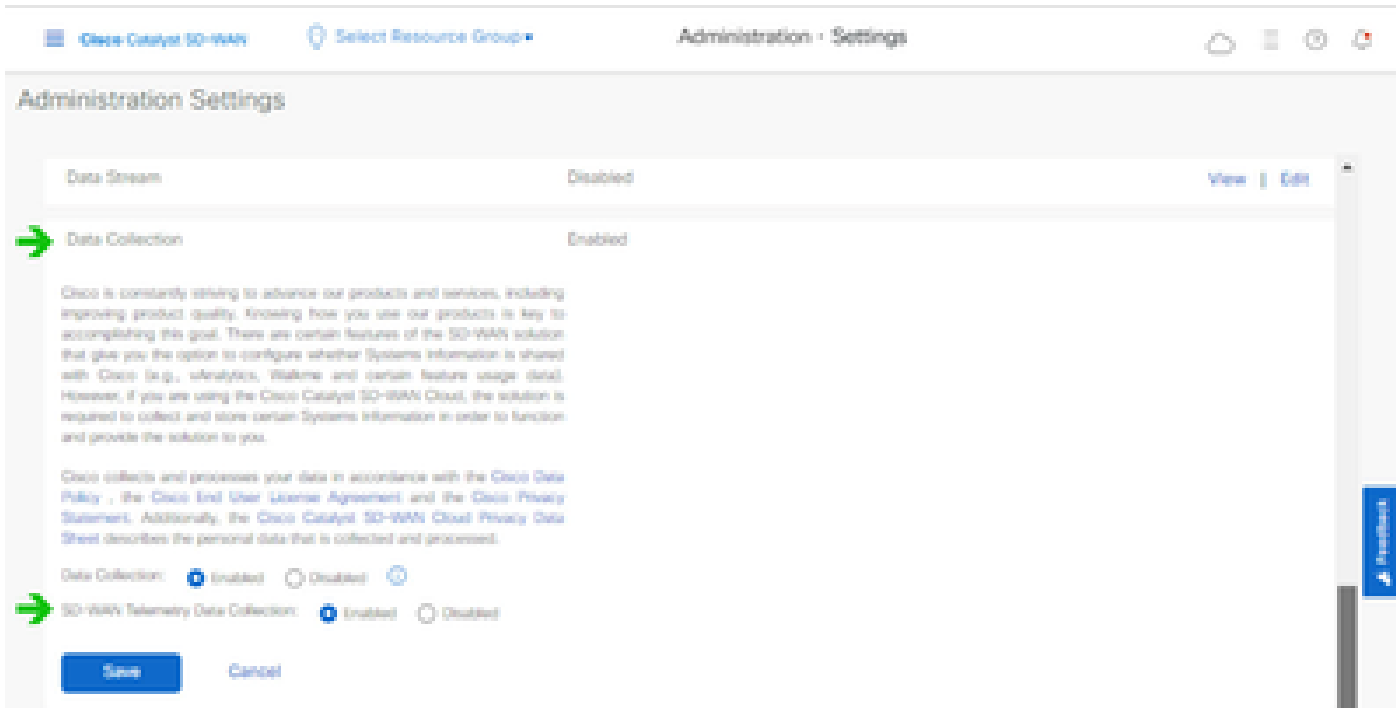 Cisco Catalyst SD-WAN
Select Resource Group
Administration · Settings
Administration Settings
Data Stream
Disabled
View | Edit
Data Collection
Enabled
Cisco is constantly striving to advance our products and services, including
improving product quality. Knowing how you use our products is key to
accomplishing this goal. There are certain features of the SD-WAN solution
that give you the option to configure whether Systems Information is shared
with Cisco (e.g., vAnalytics, Walkme and certain feature usage data).
However, if you are using the Cisco Catalyst SD-WAN Cloud, the solution is
required to collect and store certain Systems Information in order to function
and provide the solution to you.
Cisco collects and processes your data in accordance with the Cisco Data
Policy , the Cisco End User License Agreement and the Cisco Privacy
Statement. Additionally, the Cisco Catalyst SD-WAN Cloud Privacy Data
Sheet describes the personal data that is collected and processed.
Data Collection: Enabled Disabled
SD-WAN Telemetry Data Collection: Enabled Disabled
Save Cancel
Feedback